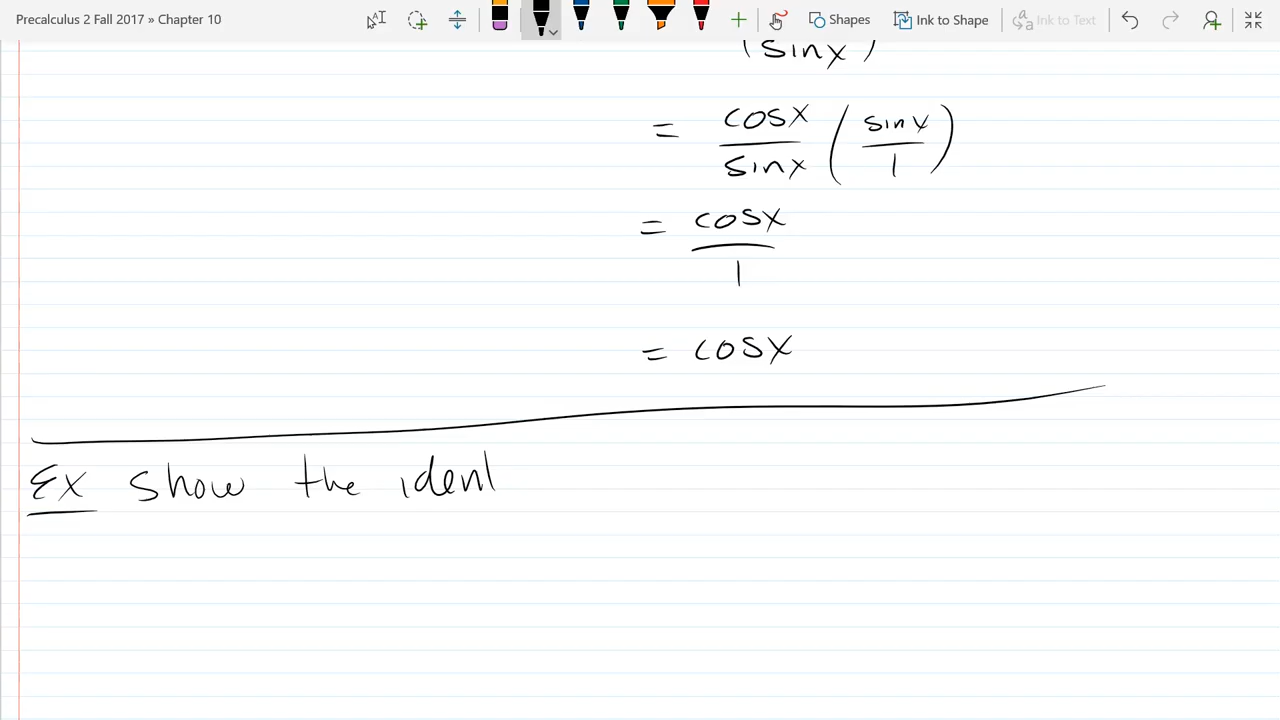 Precalculus 2 Fall 2017 » Chapter 10
Shapes
Ink to Shape
Ink to Text
(sinx)
= cosx/sinx (sinx/1)
= cosx/1
= cosx
Ex show the ident